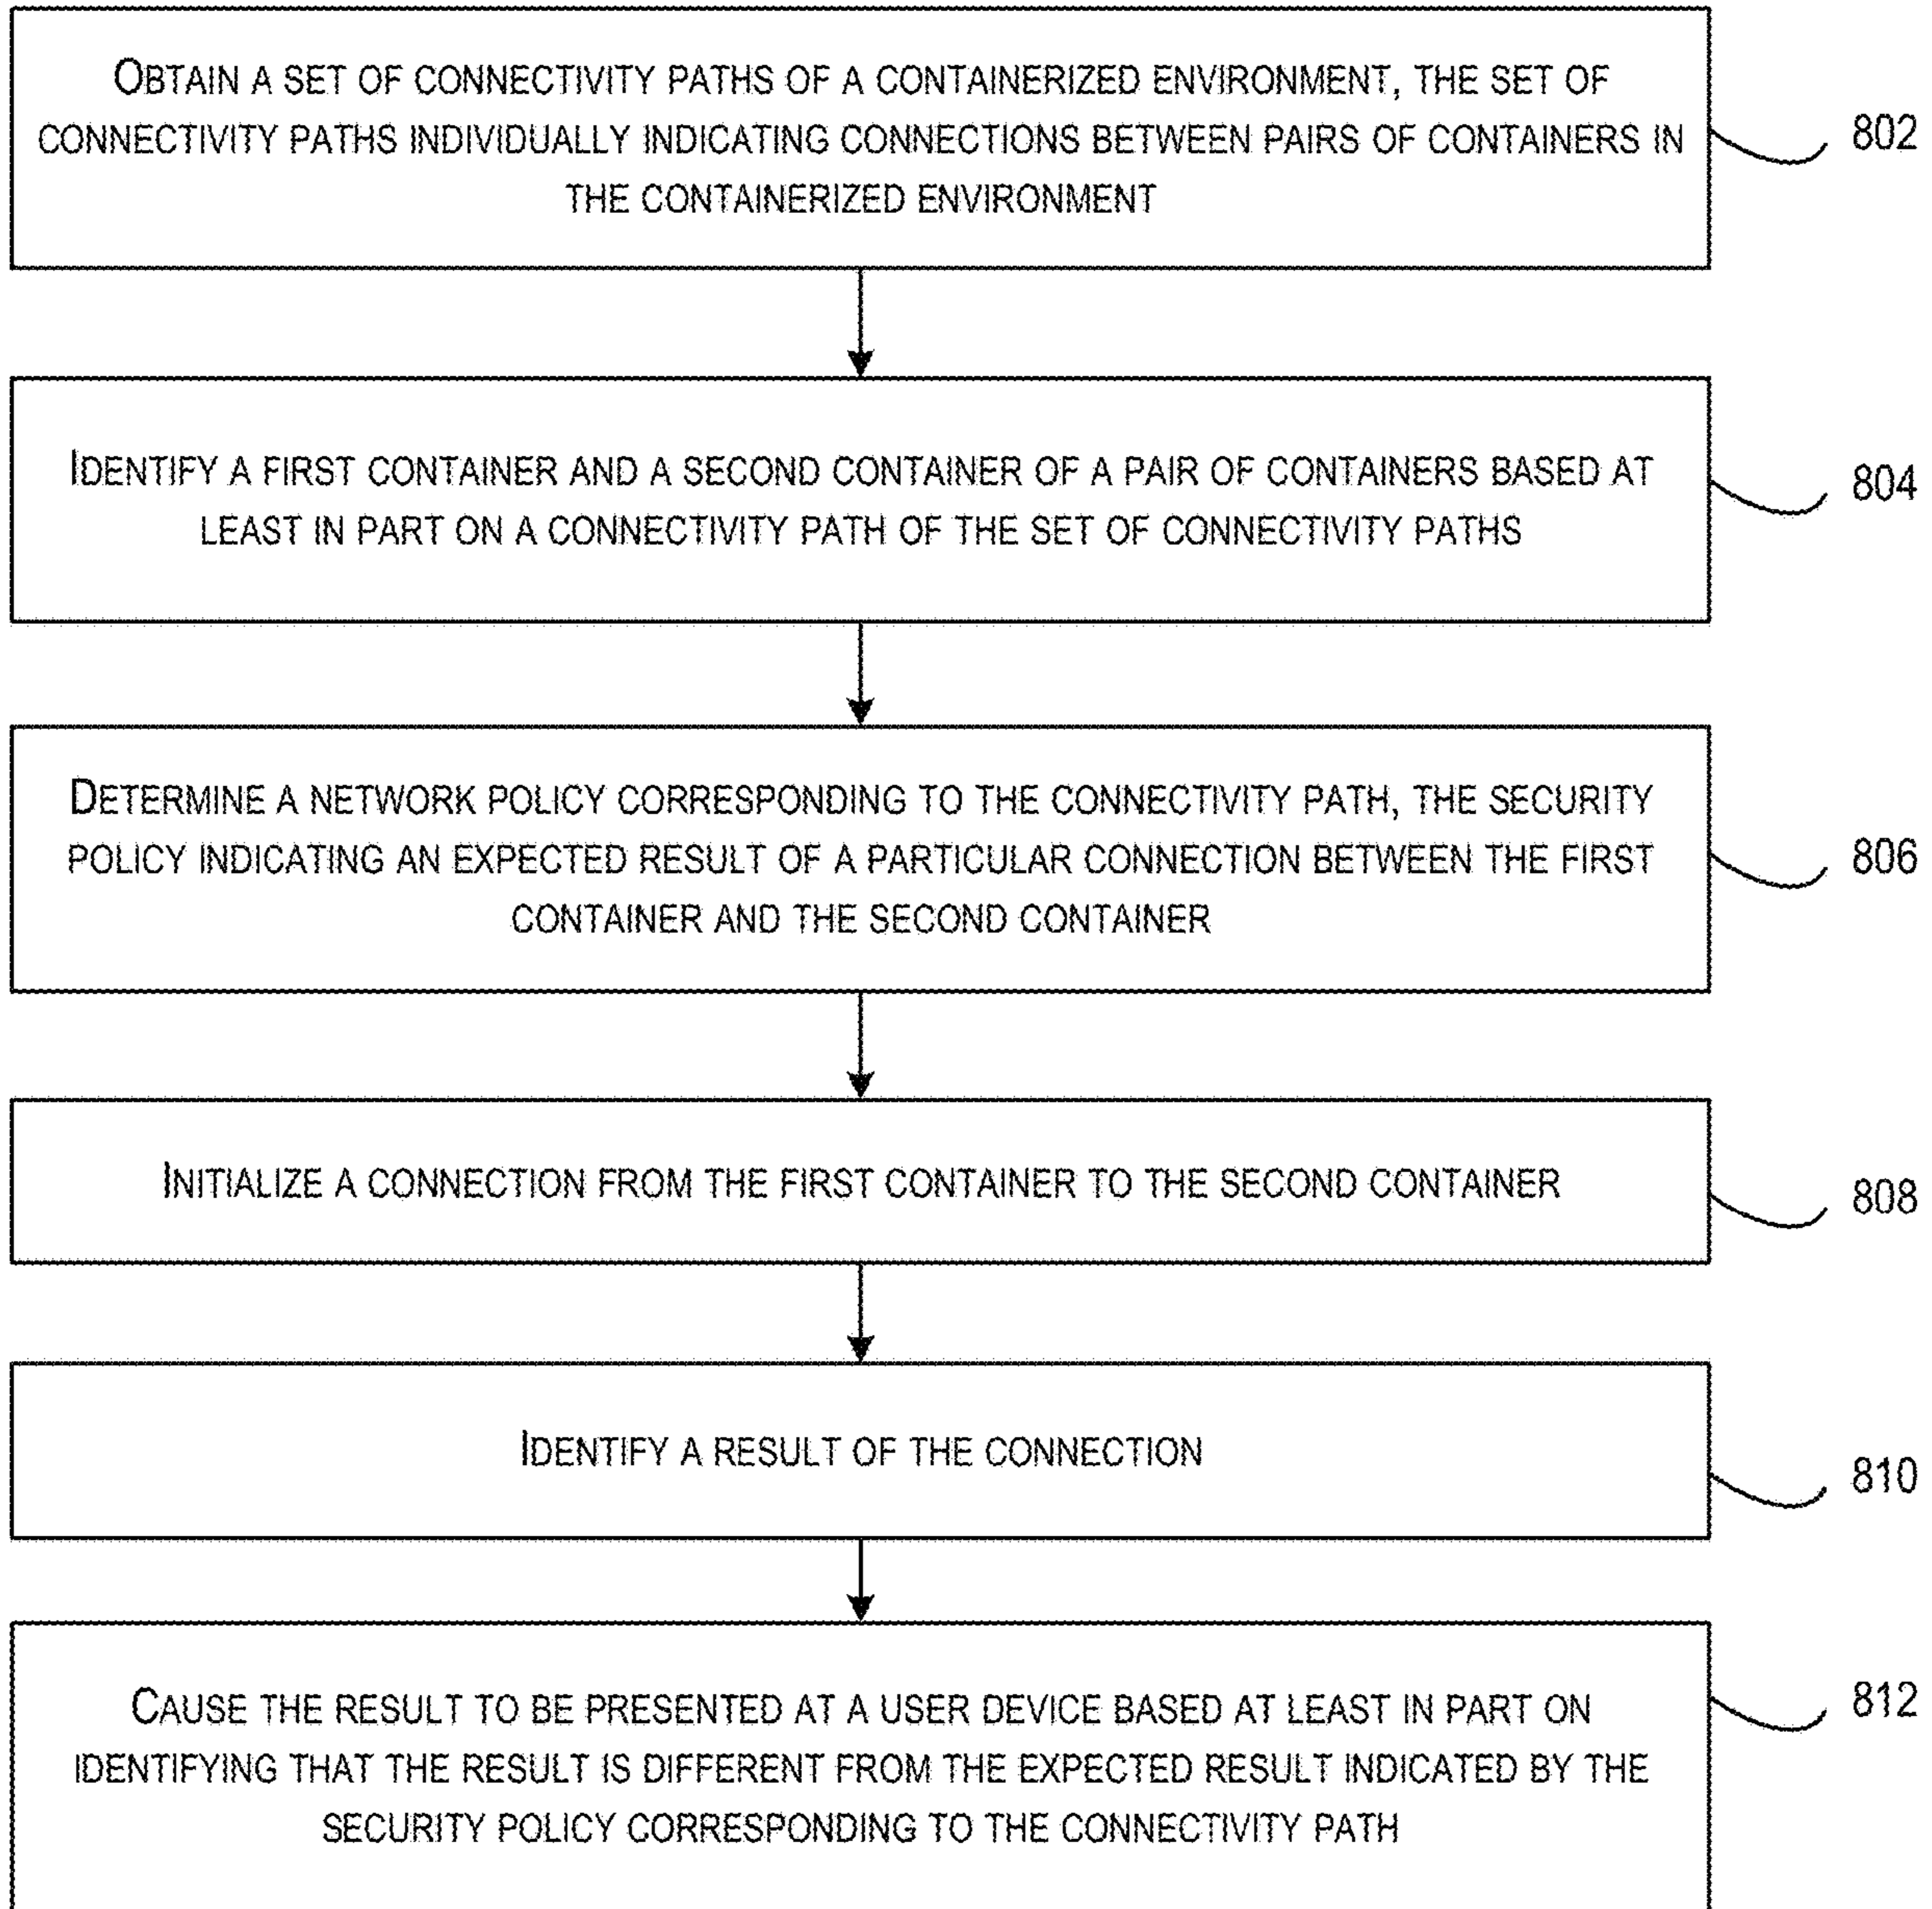 OBTAIN A SET OF CONNECTIVITY PATHS OF A CONTAINERIZED ENVIRONMENT, THE SET OF
CONNECTIVITY PATHS INDIVIDUALLY INDICATING CONNECTIONS BETWEEN PAIRS OF CONTAINERS IN
THE CONTAINERIZED ENVIRONMENT
802
IDENTIFY A FIRST CONTAINER AND A SECOND CONTAINER OF A PAIR OF CONTAINERS BASED AT
LEAST IN PART ON A CONNECTIVITY PATH OF THE SET OF CONNECTIVITY PATHS
804
DETERMINE A NETWORK POLICY CORRESPONDING TO THE CONNECTIVITY PATH, THE SECURITY
POLICY INDICATING AN EXPECTED RESULT OF A PARTICULAR CONNECTION BETWEEN THE FIRST
CONTAINER AND THE SECOND CONTAINER
806
INITIALIZE A CONNECTION FROM THE FIRST CONTAINER TO THE SECOND CONTAINER
808
IDENTIFY A RESULT OF THE CONNECTION
810
CAUSE THE RESULT TO BE PRESENTED AT A USER DEVICE BASED AT LEAST IN PART ON
IDENTIFYING THAT THE RESULT IS DIFFERENT FROM THE EXPECTED RESULT INDICATED BY THE
SECURITY POLICY CORRESPONDING TO THE CONNECTIVITY PATH
812